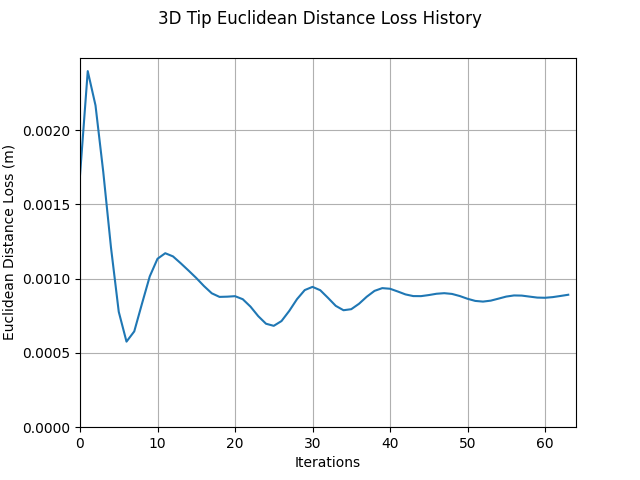 3D Tip Euclidean Distance Loss History
Euclidean Distance Loss (m)
0.0020
0.0015
0.0010
0.0005
0.0000
0 10 20 30 40 50 60
Iterations